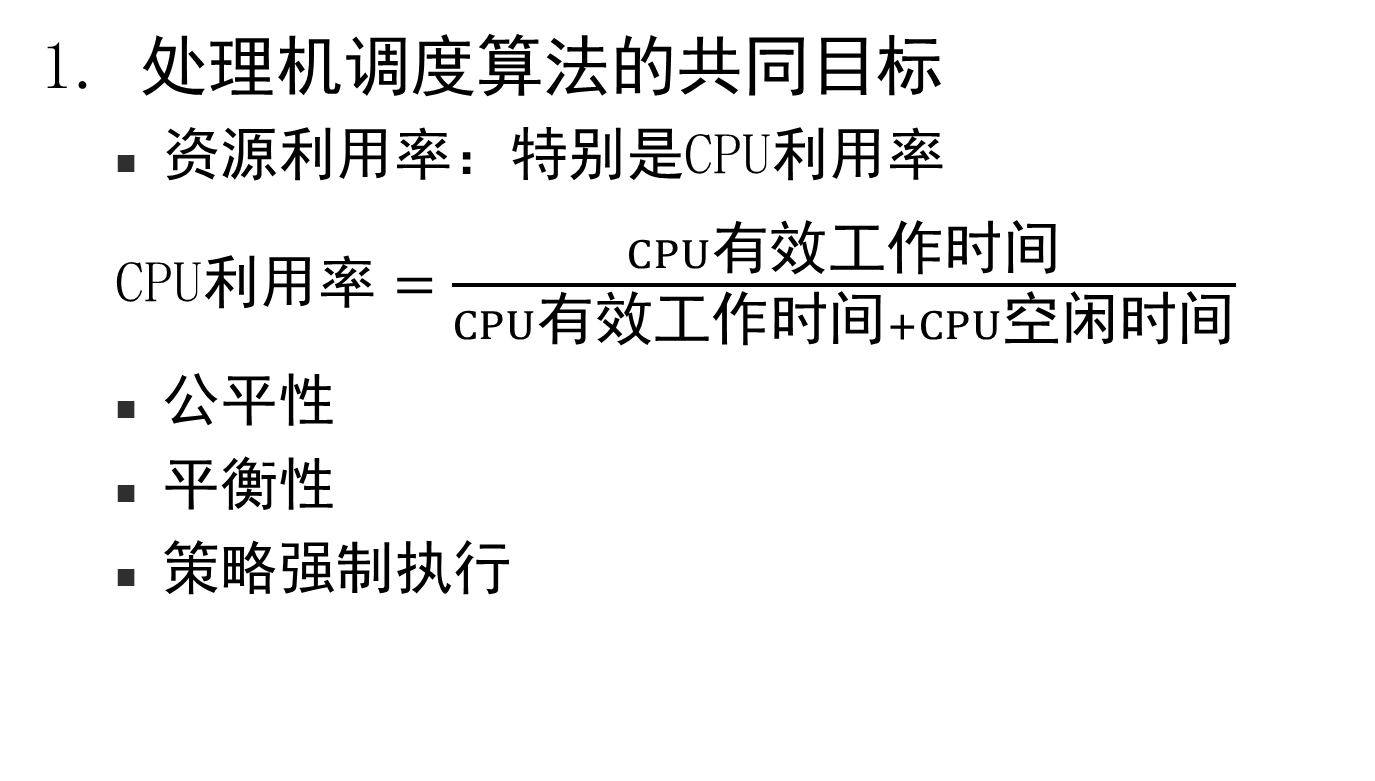 1. 处理机调度算法的共同目标
▪ 资源利用率：特别是CPU利用率
CPU有效工作时间
CPU利用率 =
CPU有效工作时间+CPU空闲时间
▪ 公平性
▪ 平衡性
▪ 策略强制执行